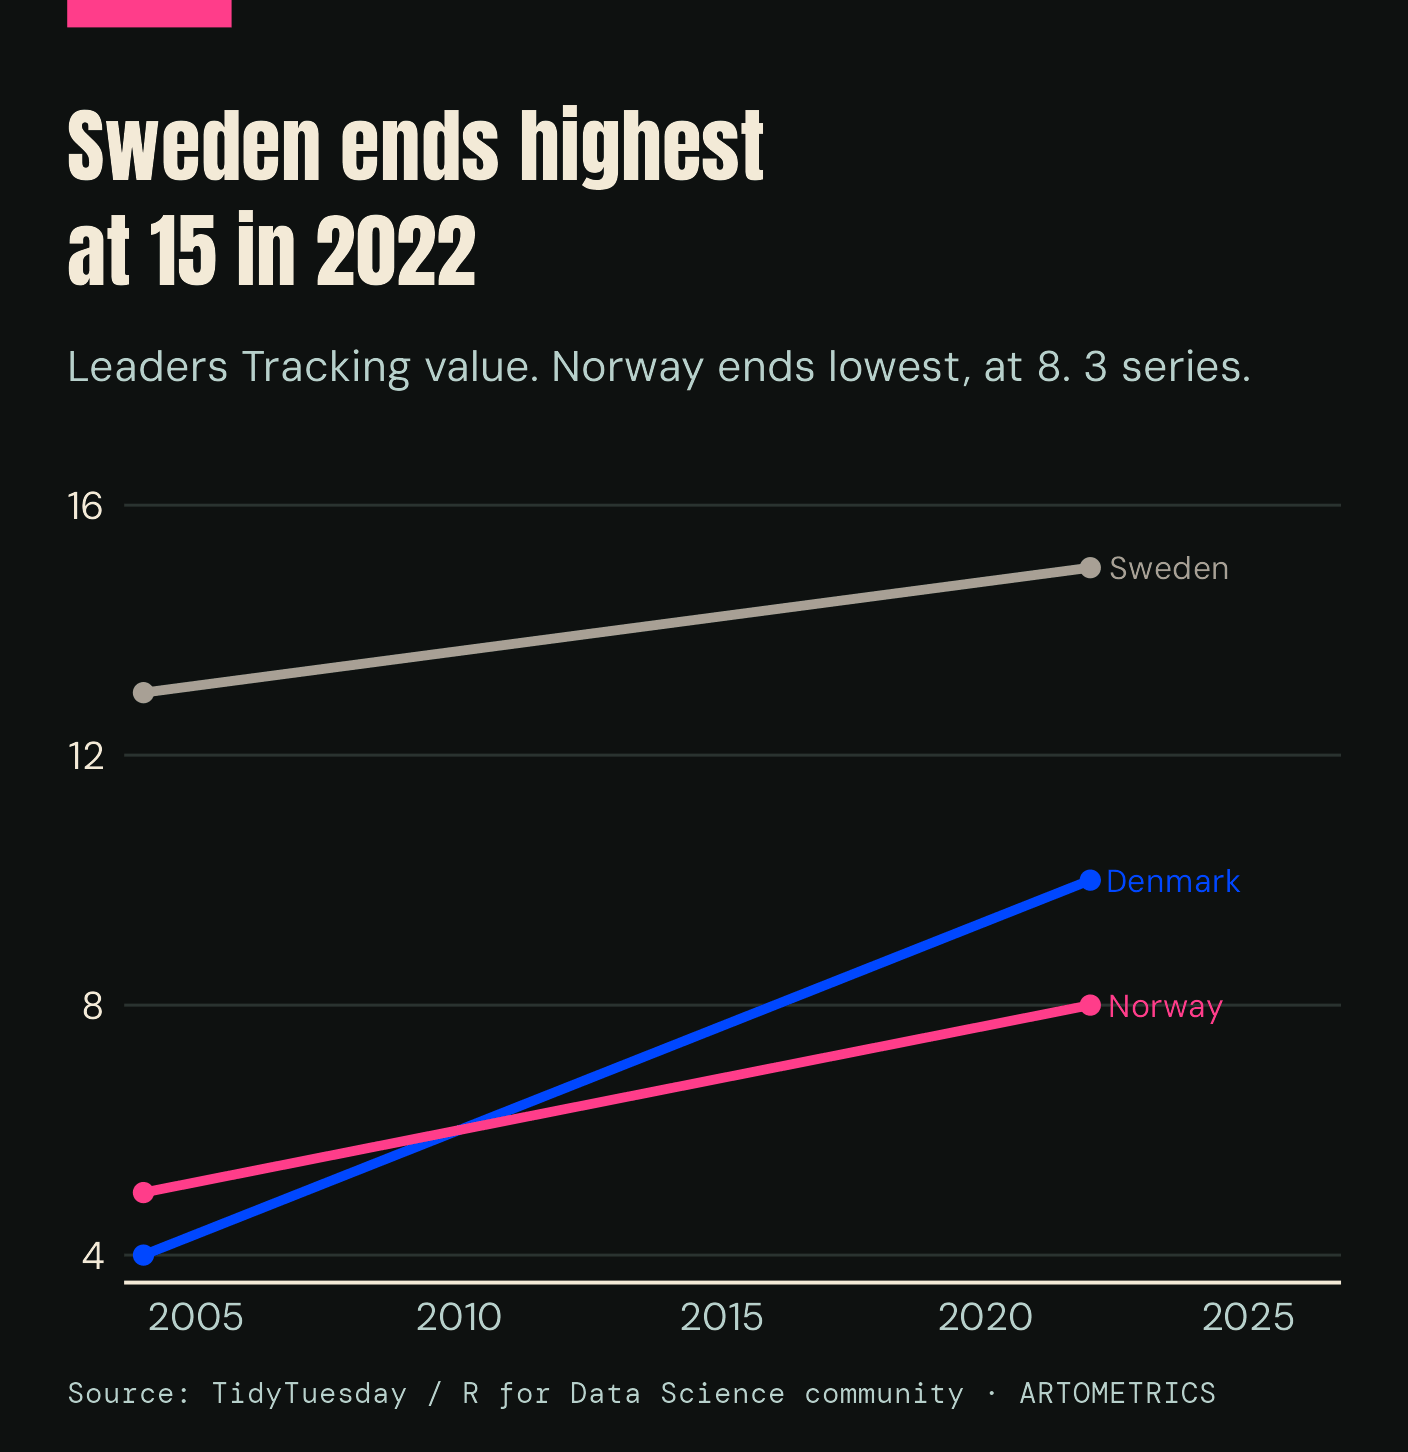 Sweden ends highest
at 15 in 2022
Leaders Tracking value. Norway ends lowest, at 8. 3 series.
16
Sweden
12
Denmark
8
Norway
4
2005 2010 2015 2020 2025
Source: TidyTuesday / R for Data Science community · ARTOMETRICS